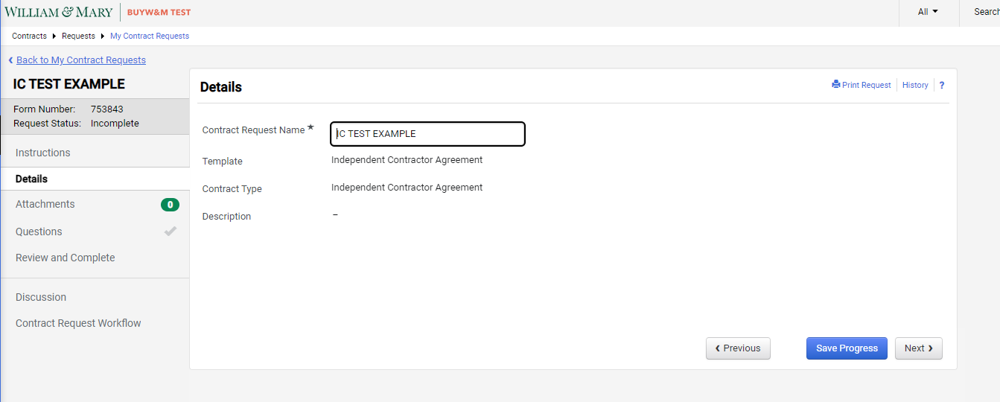 WILLIAM & MARY BUYW&M TEST All Search
Contracts Requests My Contract Requests
Back to My Contract Requests
IC TEST EXAMPLE
Form Number: 753843
Request Status: Incomplete
Instructions
Details
Attachments 0
Questions
Review and Complete
Discussion
Contract Request Workflow
Details Print Request History ?
Contract Request Name ★ IC TEST EXAMPLE
Template Independent Contractor Agreement
Contract Type Independent Contractor Agreement
Description –
‹ Previous Save Progress Next ›